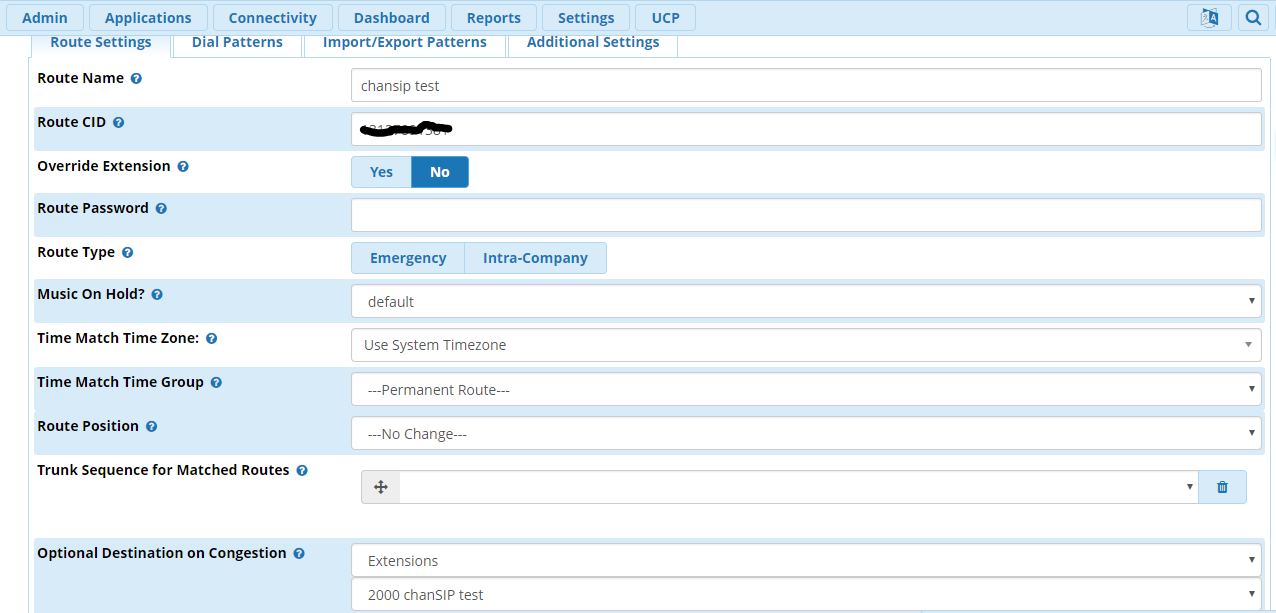 Admin Applications Connectivity Dashboard Reports Settings UCP
Route Settings Dial Patterns Import/Export Patterns Additional Settings
Route Name
chansip test
Route CID
Override Extension
Yes No
Route Password
Route Type
Emergency Intra-Company
Music On Hold?
default
Time Match Time Zone:
Use System Timezone
Time Match Time Group
---Permanent Route---
Route Position
---No Change---
Trunk Sequence for Matched Routes
Optional Destination on Congestion
Extensions
2000 chanSIP test